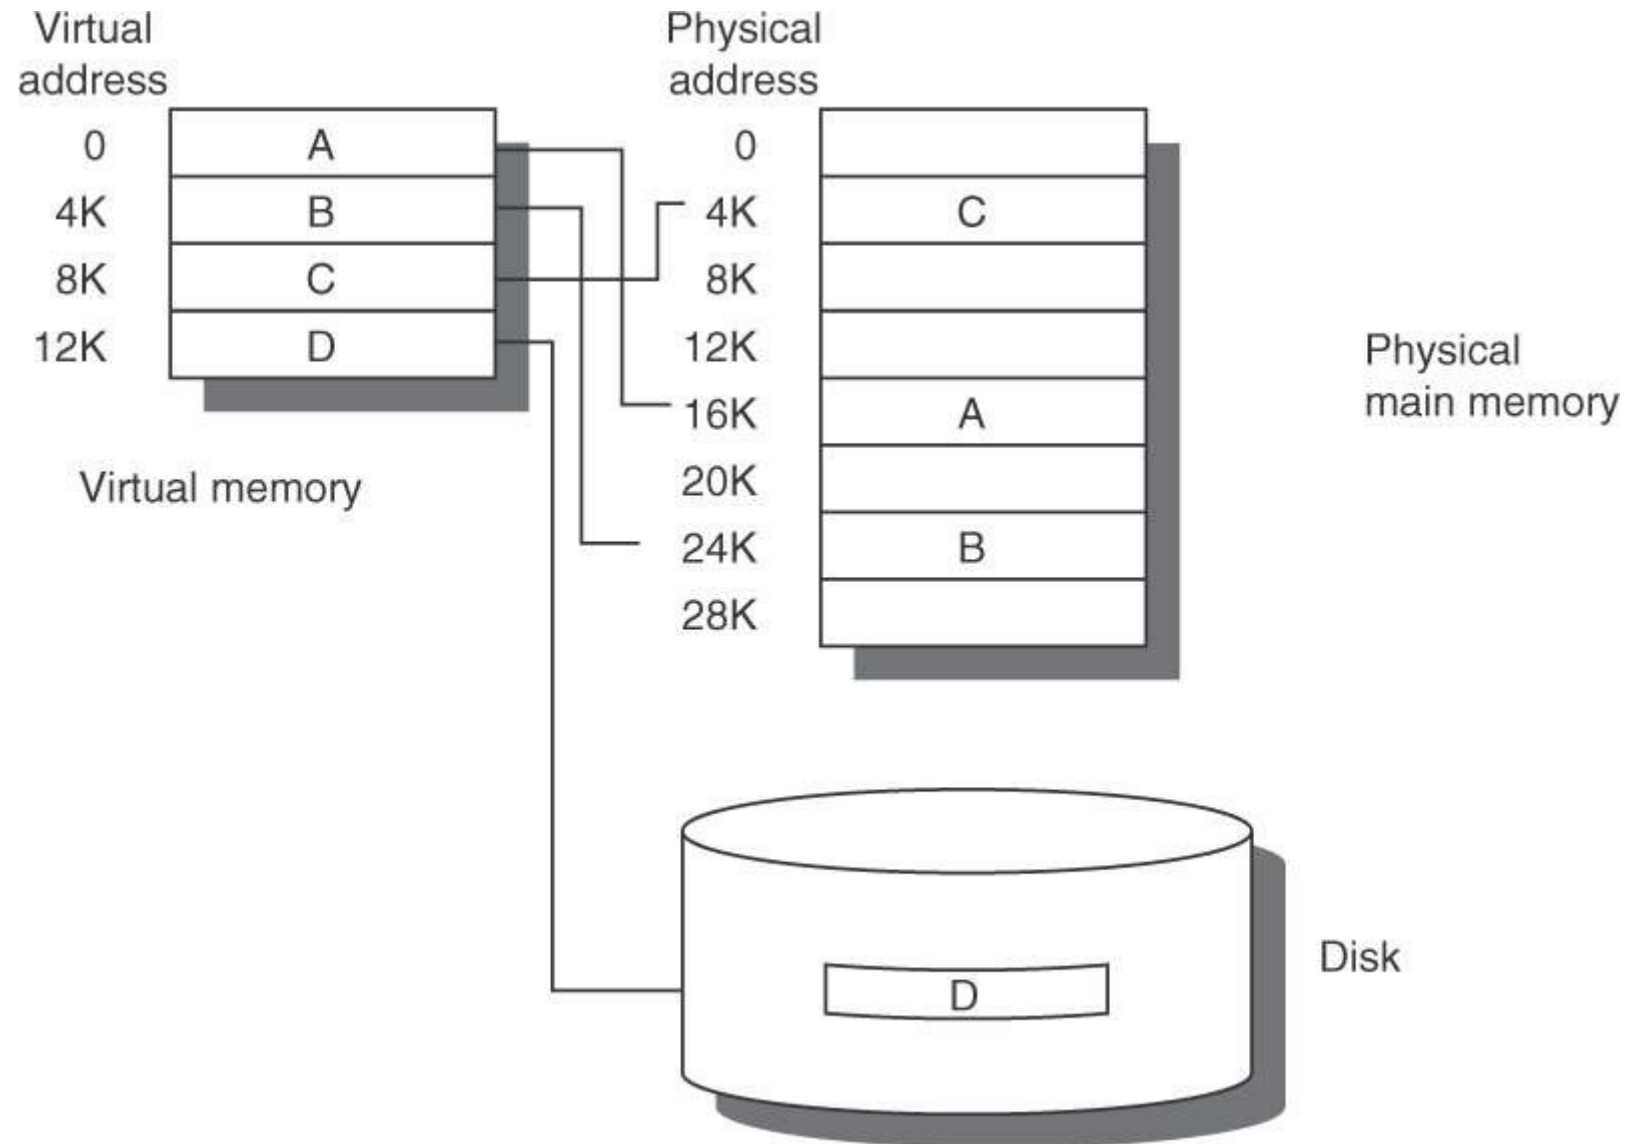 Virtual
address
0
A
4K
B
8K
C
12K
D
Virtual memory
Physical
address
0
4K
C
8K
12K
16K
A
20K
24K
B
28K
Physical
main memory
D
Disk